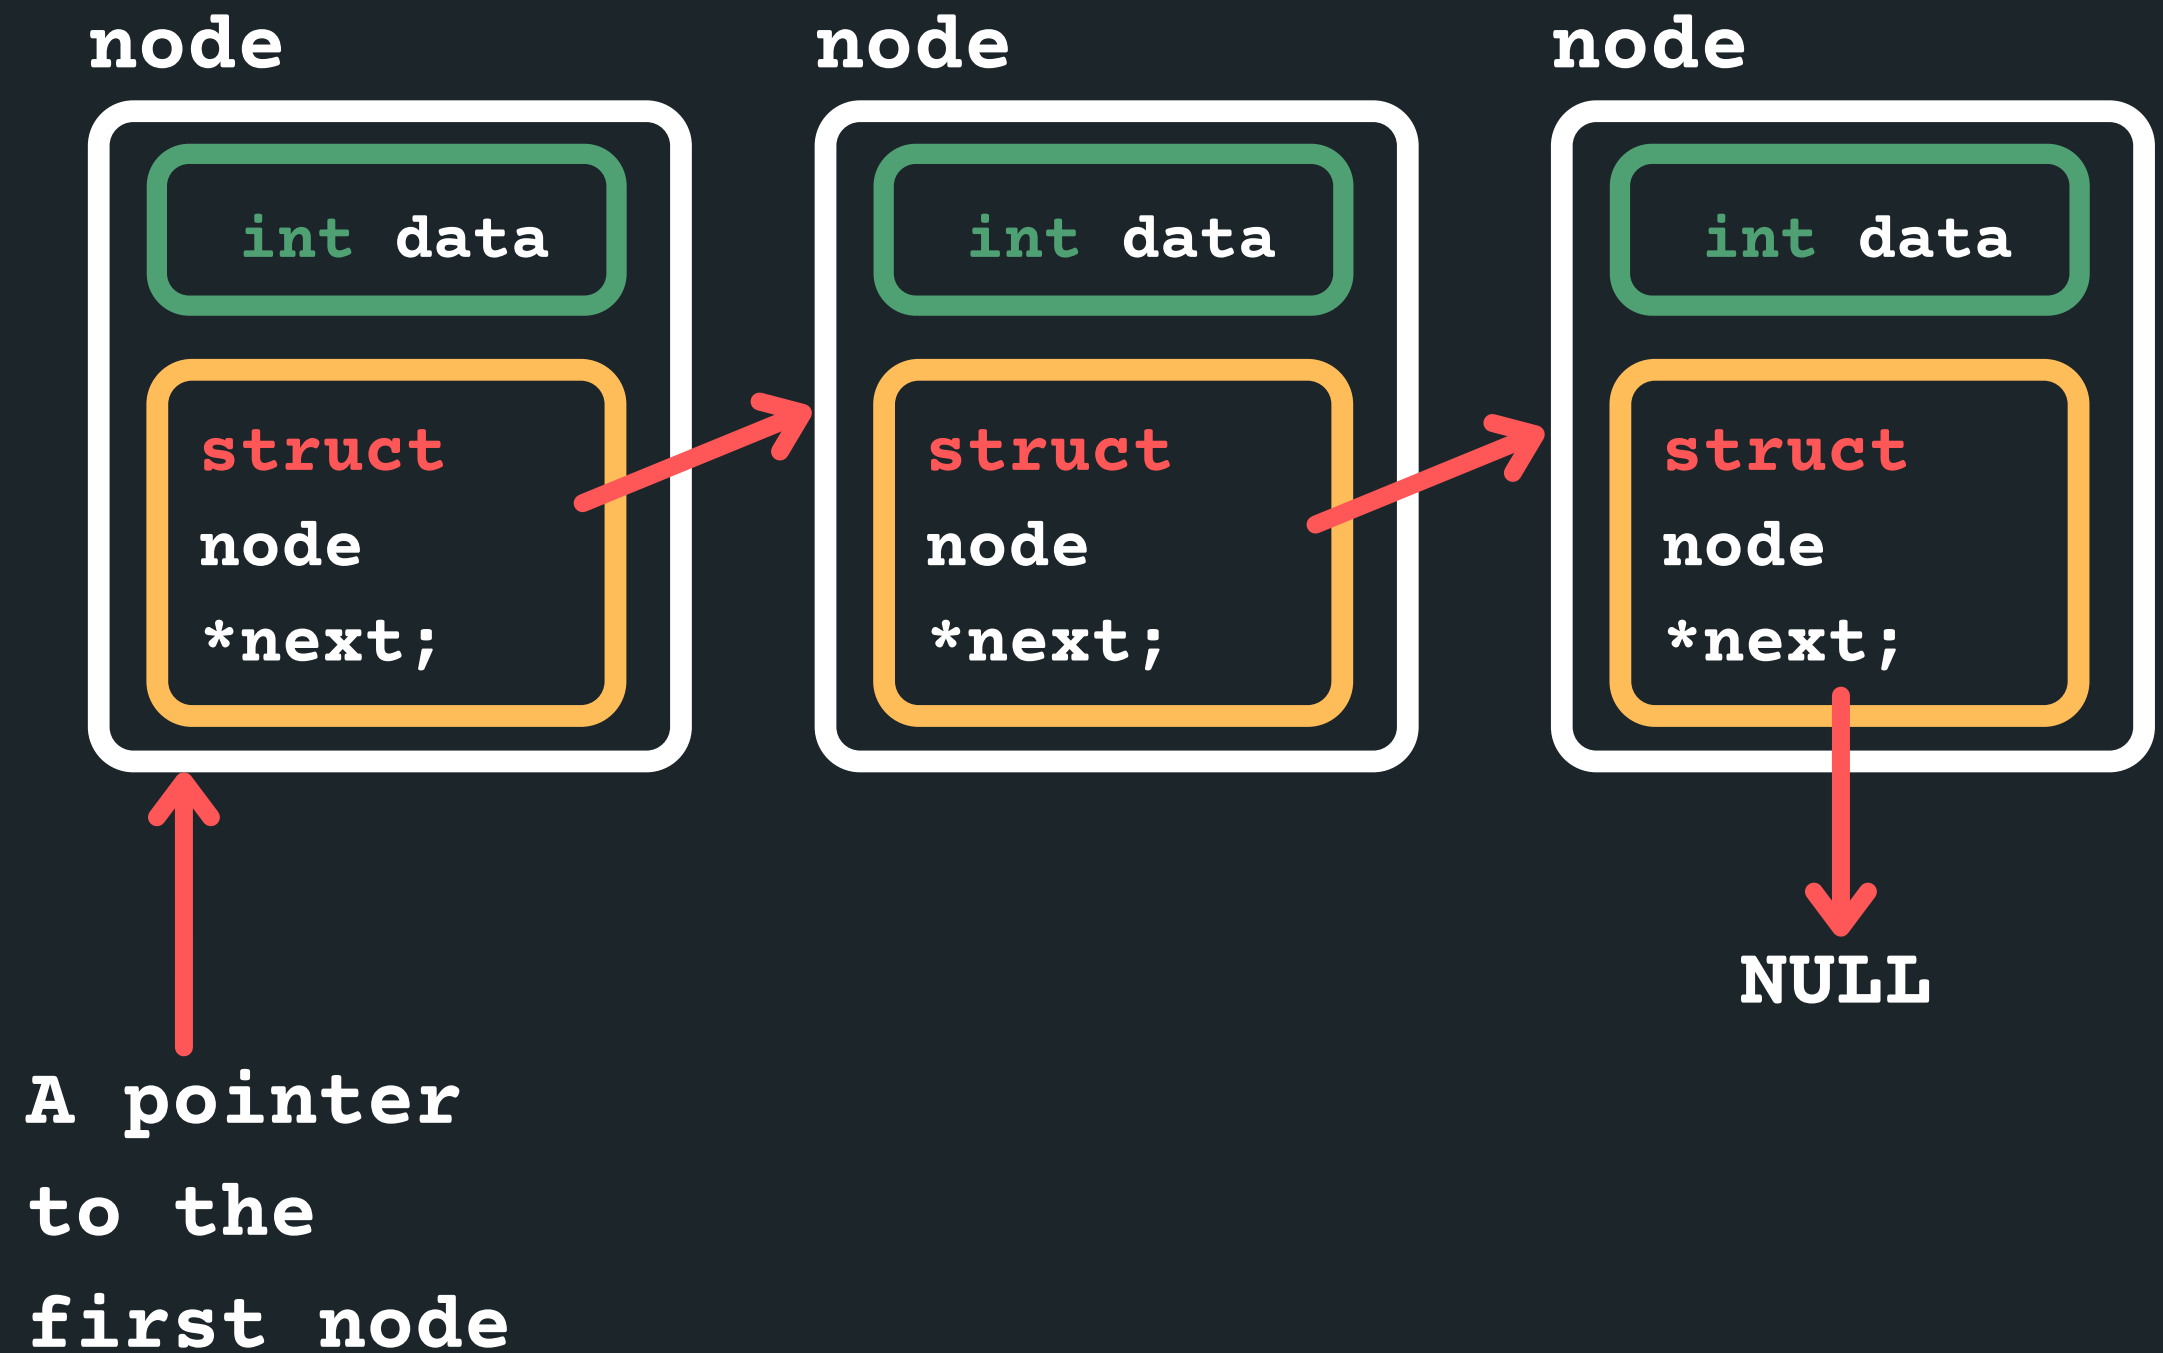 node
int data
struct
node
*next;
node
int data
struct
node
*next;
node
int data
struct
node
*next;
NULL
A pointer
to the
first node